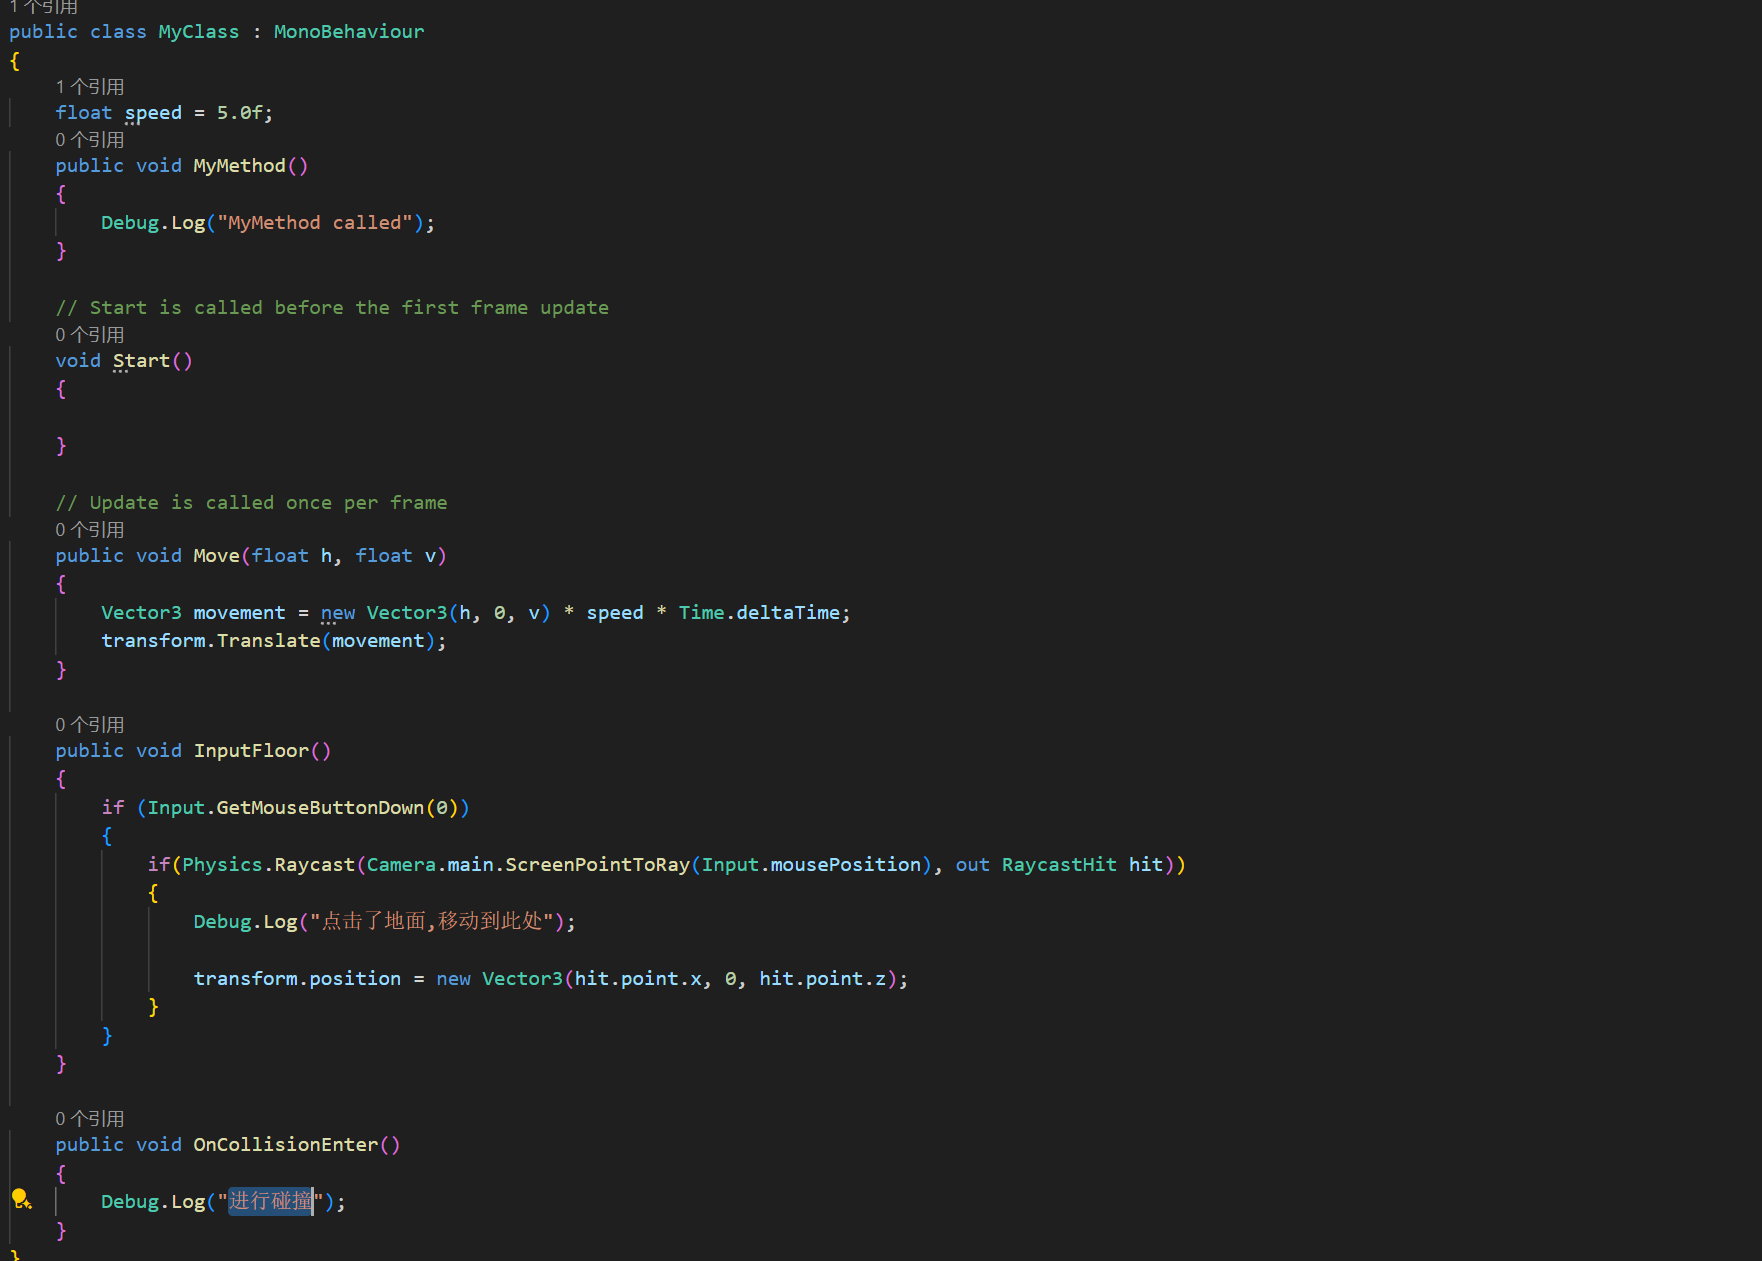 1 个引用
public class MyClass : MonoBehaviour
{
1 个引用
float speed = 5.0f;
0 个引用
public void MyMethod()
{
Debug.Log("MyMethod called");
}
// Start is called before the first frame update
0 个引用
void Start()
{
}
// Update is called once per frame
0 个引用
public void Move(float h, float v)
{
Vector3 movement = new Vector3(h, 0, v) * speed * Time.deltaTime;
transform.Translate(movement);
}
0 个引用
public void InputFloor()
{
if (Input.GetMouseButtonDown(0))
{
if(Physics.Raycast(Camera.main.ScreenPointToRay(Input.mousePosition), out RaycastHit hit))
{
Debug.Log("点击了地面,移动到此处");
transform.position = new Vector3(hit.point.x, 0, hit.point.z);
}
}
}
0 个引用
public void OnCollisionEnter()
{
Debug.Log("进行碰撞");
}
}